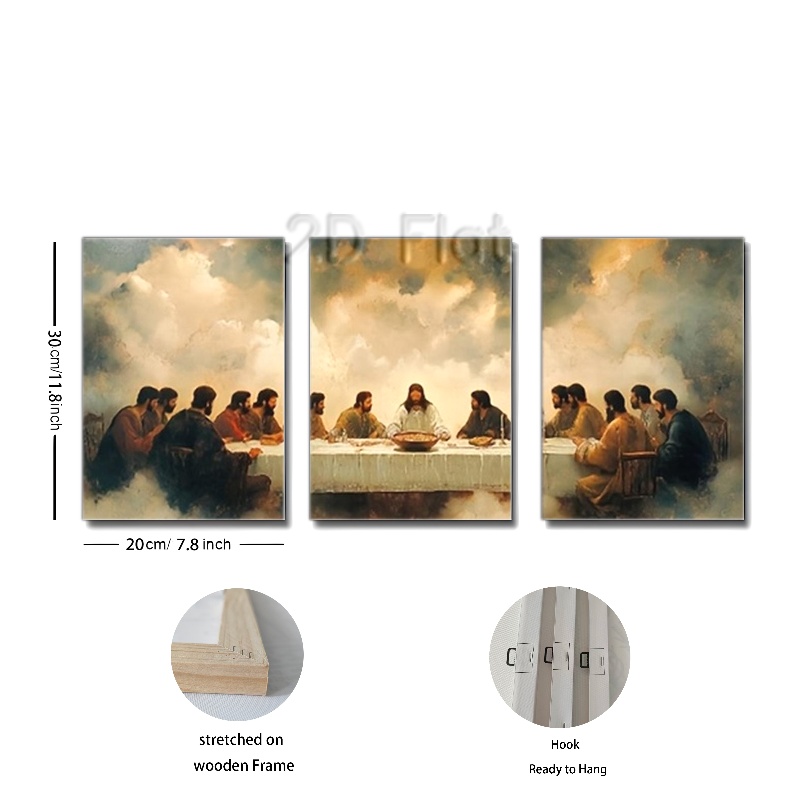 2D Flat
30cm/11.8inch
20cm/ 7.8 inch
stretched on
wooden Frame
Hook
Ready to Hang